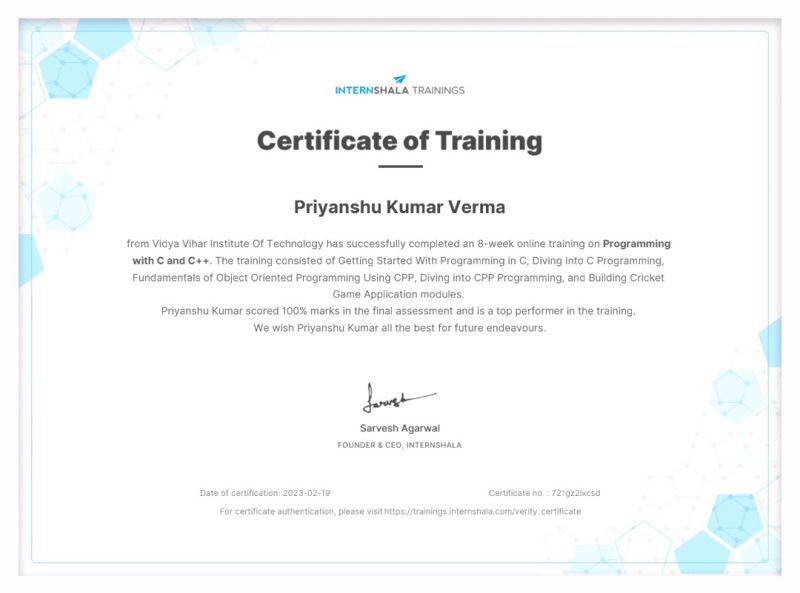 INTERNSHALA TRAININGS
Certificate of Training
Priyanshu Kumar Verma
from Vidya Vihar Institute Of Technology has successfully completed an 8-week online training on Programming
with C and C++. The training consisted of Getting Started With Programming in C, Diving Into C Programming,
Fundamentals of Object Oriented Programming Using CPP, Diving into CPP Programming, and Building Cricket
Game Application modules.
Priyanshu Kumar scored 100% marks in the final assessment and is a top performer in the training.
We wish Priyanshu Kumar all the best for future endeavours.
Sarvesh
Sarvesh Agarwal
FOUNDER & CEO, INTERNSHALA
Date of certification: 2023-02-19 Certificate no. : 721gz2lxcsd
For certificate authentication, please visit https://trainings.internshala.com/verify_certificate